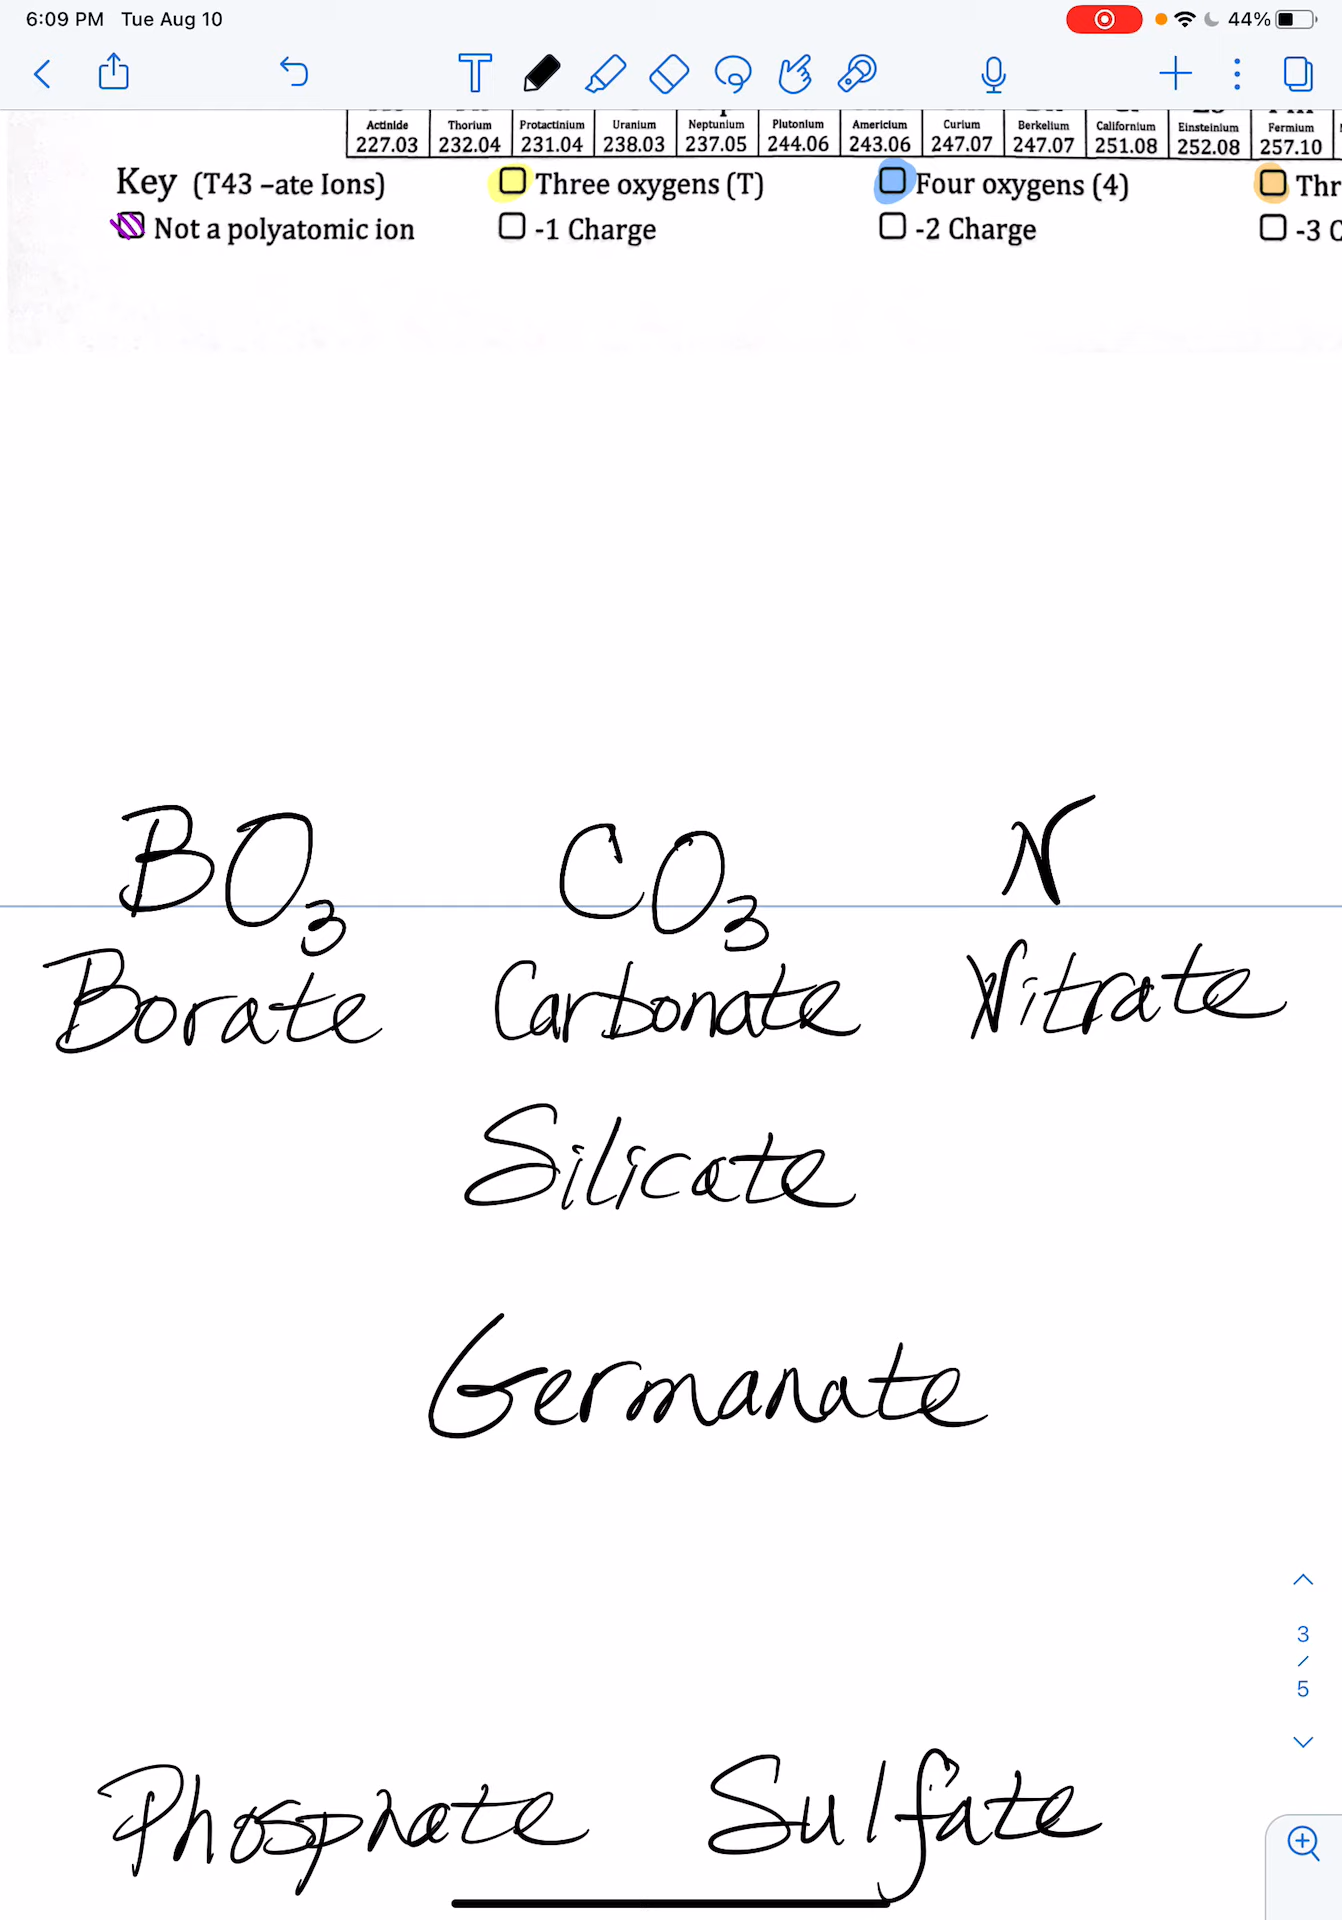 6:09 PM Tue Aug 10 44%
Actinide Thorium Protactinium Uranium Neptunium Plutonium Americium Curium Berkelium Californium Einsteinium Fermium
227.03 232.04 231.04 238.03 237.05 244.06 243.06 247.07 247.07 251.08 252.08 257.10
Key (T43 –ate Ions) Three oxygens (T) Four oxygens (4) Thr
Not a polyatomic ion -1 Charge -2 Charge -3 C
BO3 CO3 N
Borate Carbonate Nitrate
Silicate
Germanate
3
/
5
Phosphate Sulfate